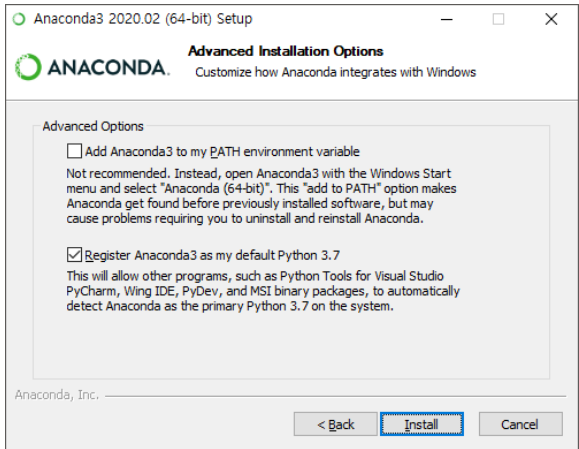 Anaconda3 2020.02 (64-bit) Setup
ANACONDA.
Advanced Installation Options
Customize how Anaconda integrates with Windows
Advanced Options
Add Anaconda3 to my PATH environment variable
Not recommended. Instead, open Anaconda3 with the Windows Start
menu and select "Anaconda (64-bit)". This "add to PATH" option makes
Anaconda get found before previously installed software, but may
cause problems requiring you to uninstall and reinstall Anaconda.
Register Anaconda3 as my default Python 3.7
This will allow other programs, such as Python Tools for Visual Studio
PyCharm, Wing IDE, PyDev, and MSI binary packages, to automatically
detect Anaconda as the primary Python 3.7 on the system.
Anaconda, Inc.
< Back
Install
Cancel